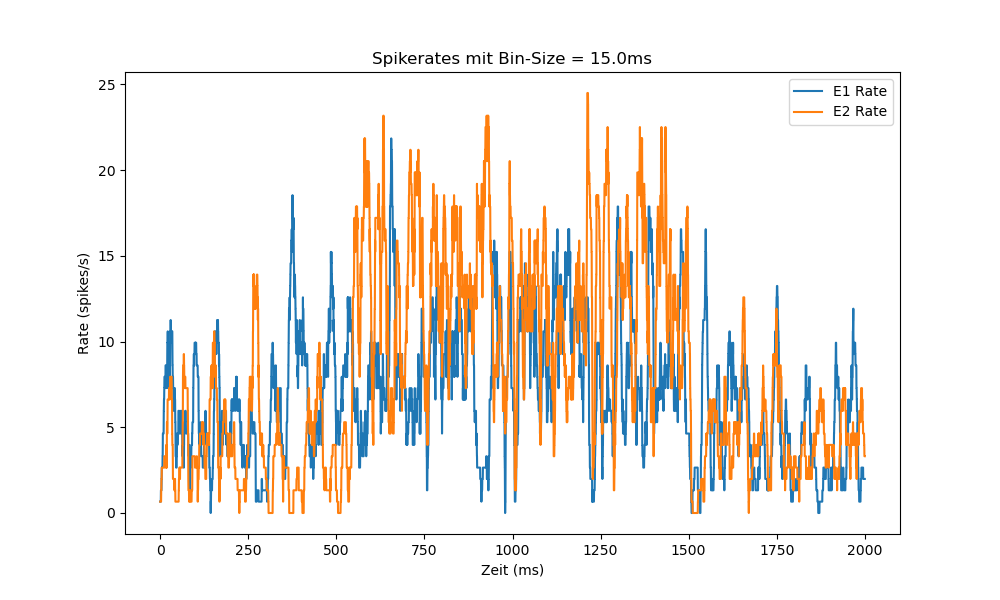 Spikerates mit Bin-Size = 15.0ms
E1 Rate
E2 Rate
Rate (spikes/s)
25
20
15
10
5
0
0 250 500 750 1000 1250 1500 1750 2000
Zeit (ms)